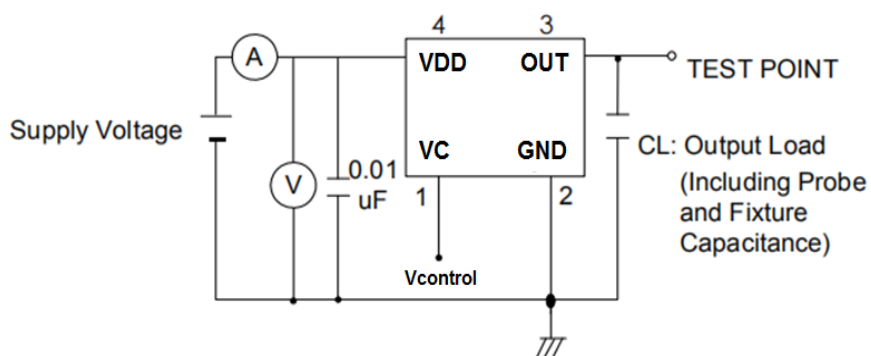 4
3
A
VDD
OUT
TEST POINT
Supply Voltage
VC
GND
CL: Output Load
(Including Probe
and Fixture
Capacitance)
V
0.01
uF
1
2
Vcontrol